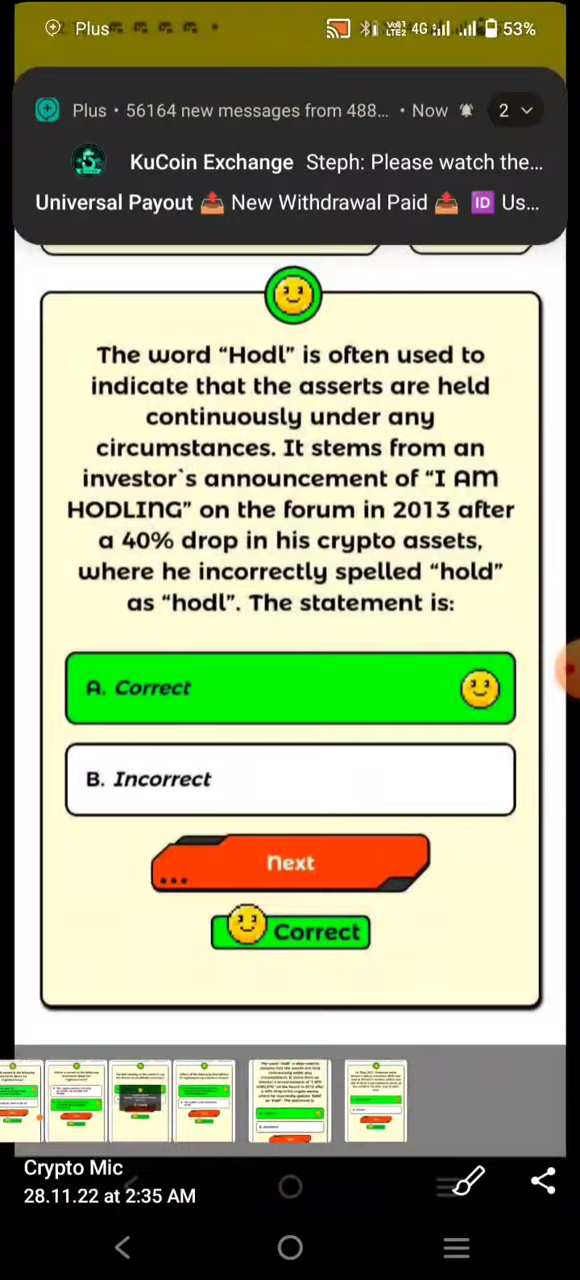 Plus
Vo)) 1
LTE2 4G 53%
Plus • 56164 new messages from 488... • Now 2
KuCoin Exchange Steph: Please watch the...
Universal Payout 📤 New Withdrawal Paid 📤 🆔 Us...
The word “Hodl” is often used to
indicate that the asserts are held
continuously under any
circumstances. It stems from an
investor`s announcement of “I AM
HODLING” on the forum in 2013 after
a 40% drop in his crypto assets,
where he incorrectly spelled “hold”
as “hodl”. The statement is:
A. Correct
B. Incorrect
Next
Correct
Crypto Mic
28.11.22 at 2:35 AM